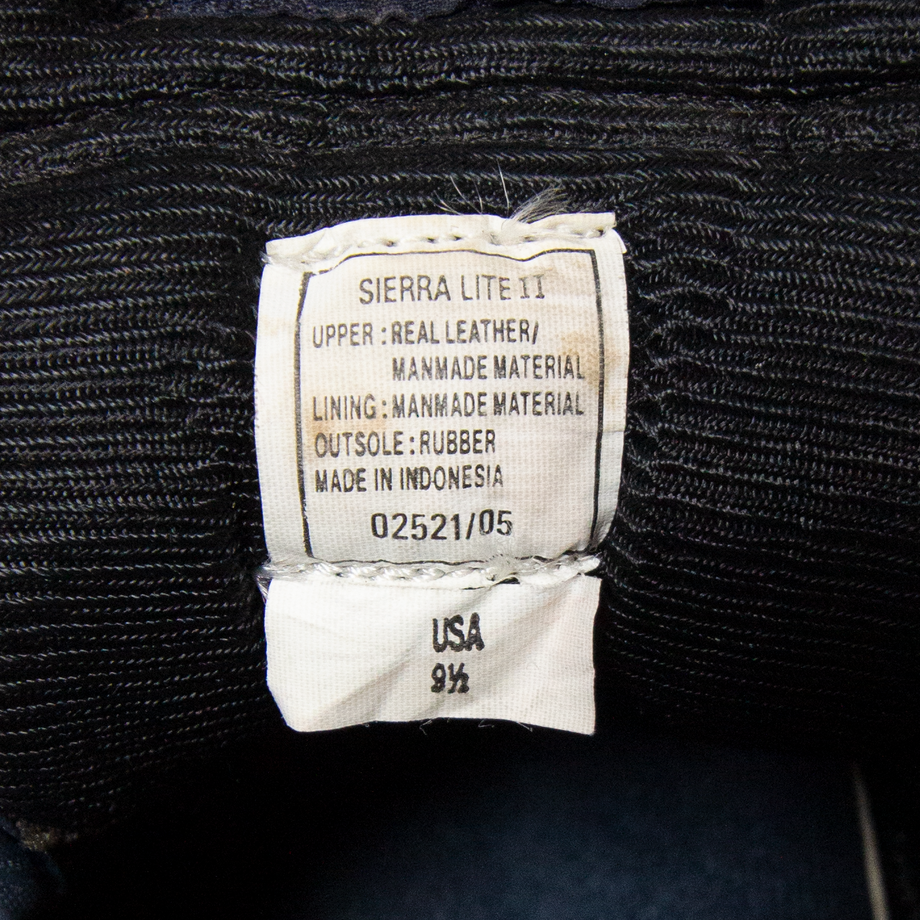 SIERRA LITE II
UPPER : REAL LEATHER/
MANMADE MATERIAL
LINING : MANMADE MATERIAL
OUTSOLE : RUBBER
MADE IN INDONESIA
02521/05
USA
9½